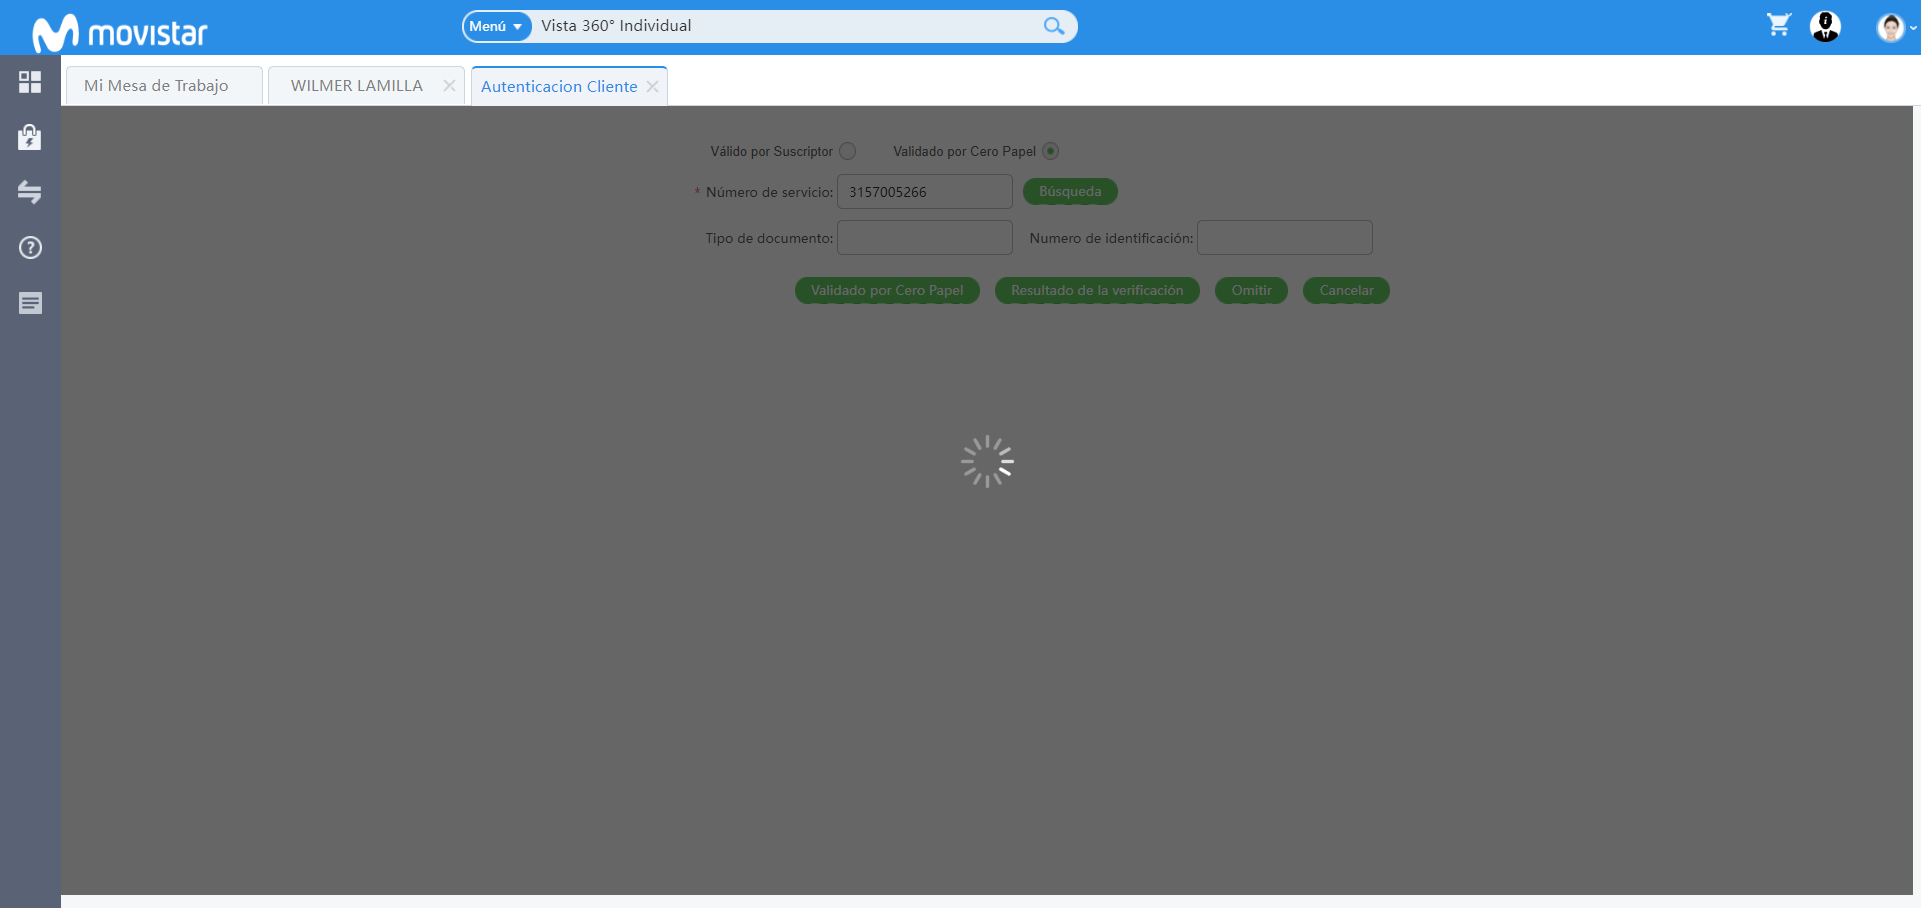 movistar
Menú
Vista 360° Individual
Mi Mesa de Trabajo
WILMER LAMILLA
Autenticacion Cliente
Válido por Suscriptor
Validado por Cero Papel
* Número de servicio: 3157005266 Búsqueda
Tipo de documento:
Numero de identificación:
Validado por Cero Papel
Resultado de la verificación
Omitir
Cancelar